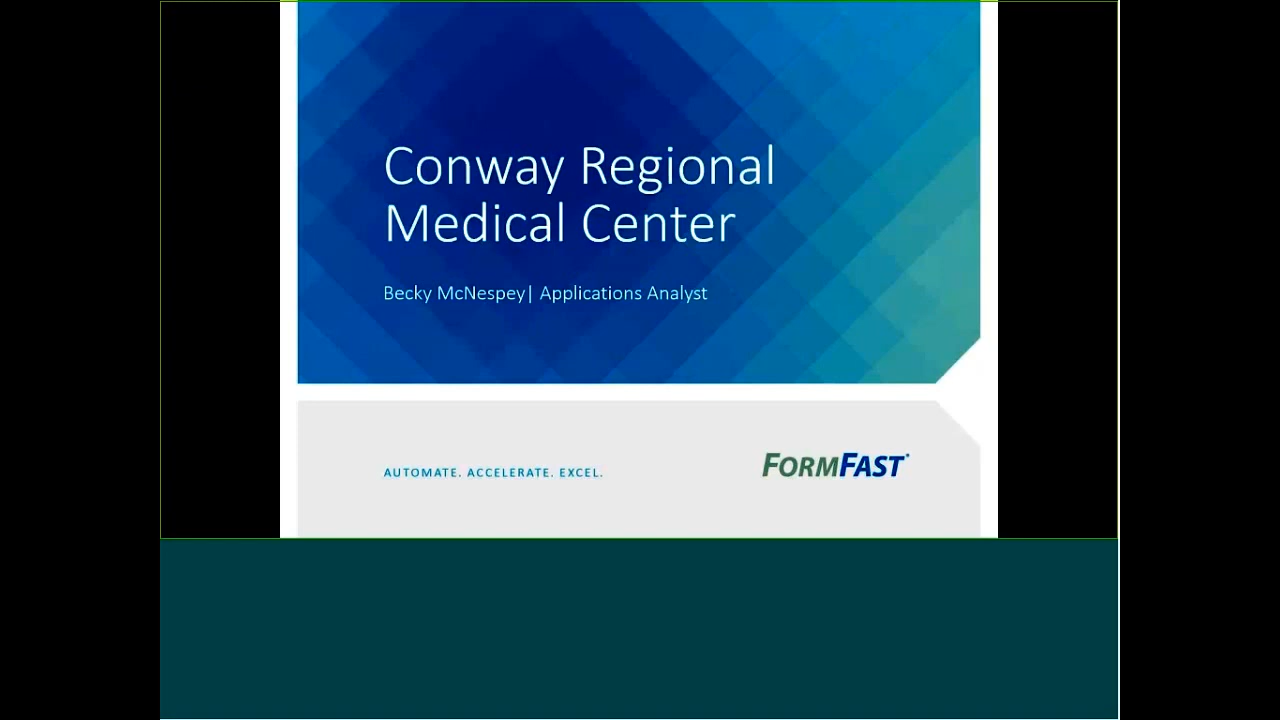 Conway Regional
Medical Center
Becky McNespey| Applications Analyst
AUTOMATE. ACCELERATE. EXCEL.
FORMFAST